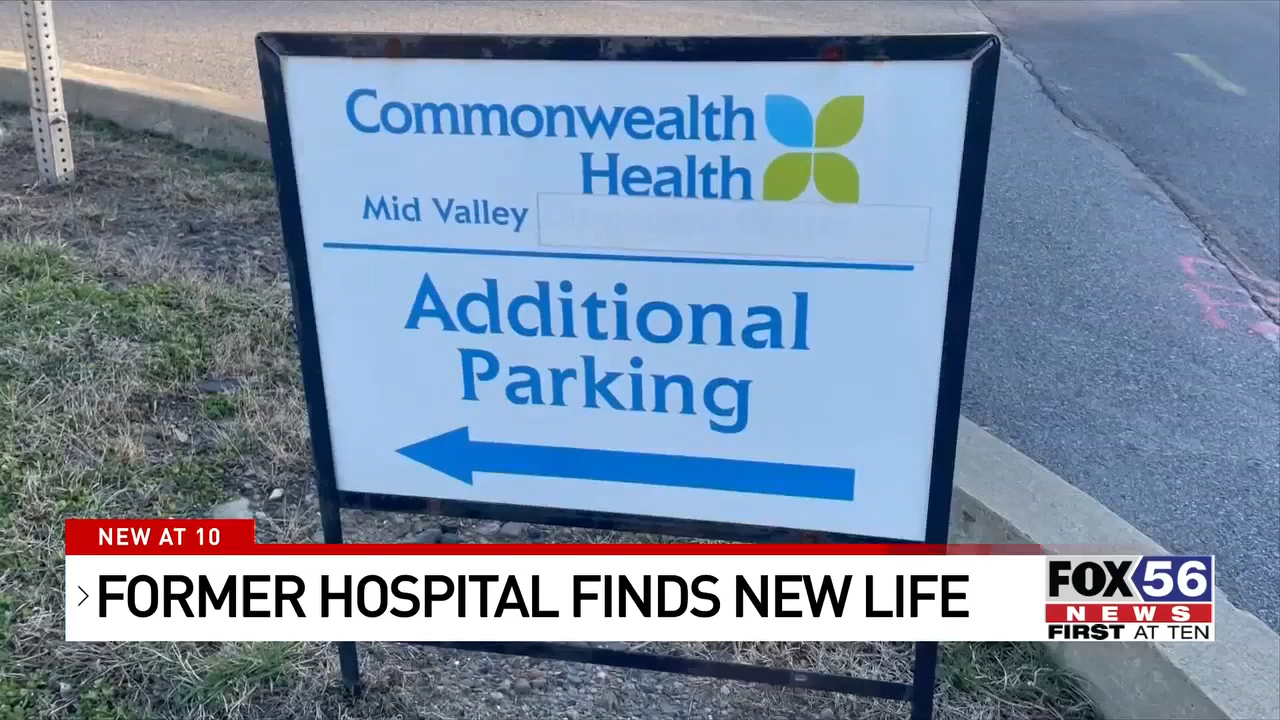 Commonwealth
Health
Mid Valley
Additional
Parking
NEW AT 10
FORMER HOSPITAL FINDS NEW LIFE
FOX 56
NEWS
FIRST AT TEN